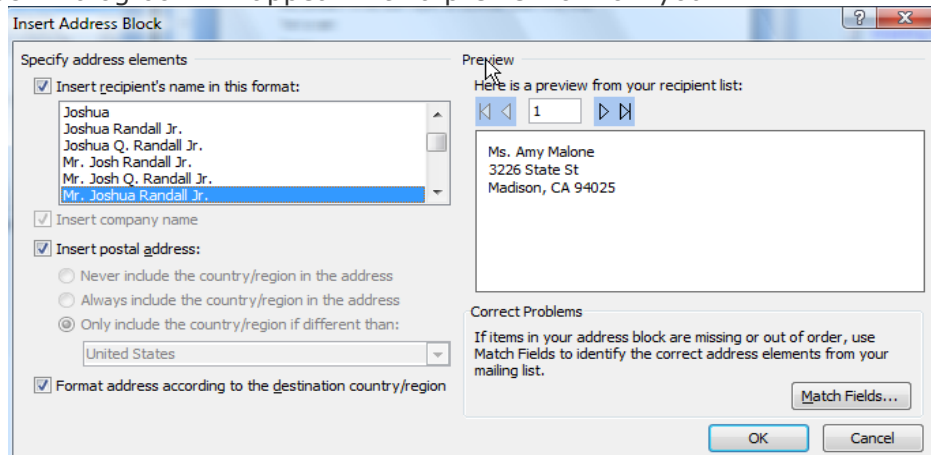 Insert Address Block
Specify address elements
Insert recipient's name in this format:
Joshua
Joshua Randall Jr.
Joshua Q. Randall Jr.
Mr. Josh Randall Jr.
Mr. Josh Q. Randall Jr.
Mr. Joshua Randall Jr.
Insert company name
Insert postal address:
Never include the country/region in the address
Always include the country/region in the address
Only include the country/region if different than:
United States
Format address according to the destination country/region
Preview
Here is a preview from your recipient list:
1
Ms. Amy Malone
3226 State St
Madison, CA 94025
Correct Problems
If items in your address block are missing or out of order, use
Match Fields to identify the correct address elements from your
mailing list.
Match Fields...
OK
Cancel